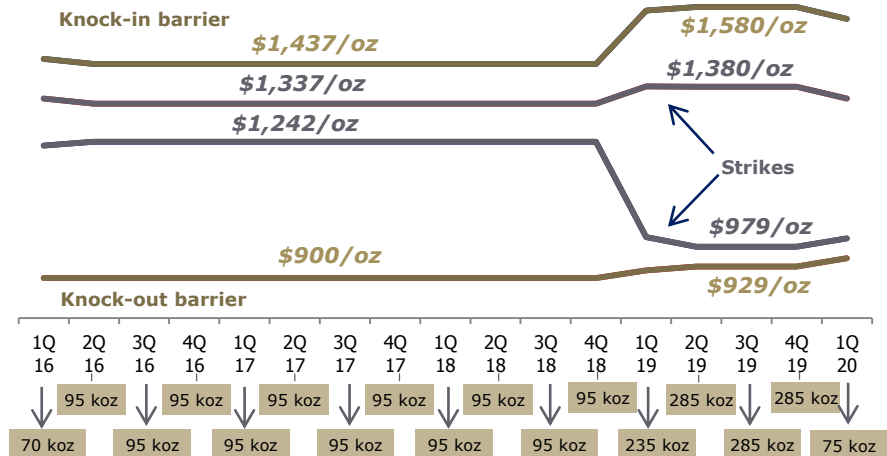 Knock-in barrier
$1,437/oz
$1,580/oz
$1,337/oz
$1,380/oz
$1,242/oz
Strikes
$979/oz
$900/oz
$929/oz
Knock-out barrier
1Q 2Q 3Q 4Q 1Q 2Q 3Q 4Q 1Q 2Q 3Q 4Q 1Q 2Q 3Q 4Q 1Q
16 16 16 16 17 17 17 17 18 18 18 18 19 19 19 19 20
95 koz 95 koz 95 koz 95 koz 95 koz 95 koz 285 koz 285 koz
70 koz 95 koz 95 koz 95 koz 95 koz 95 koz 235 koz 285 koz 75 koz